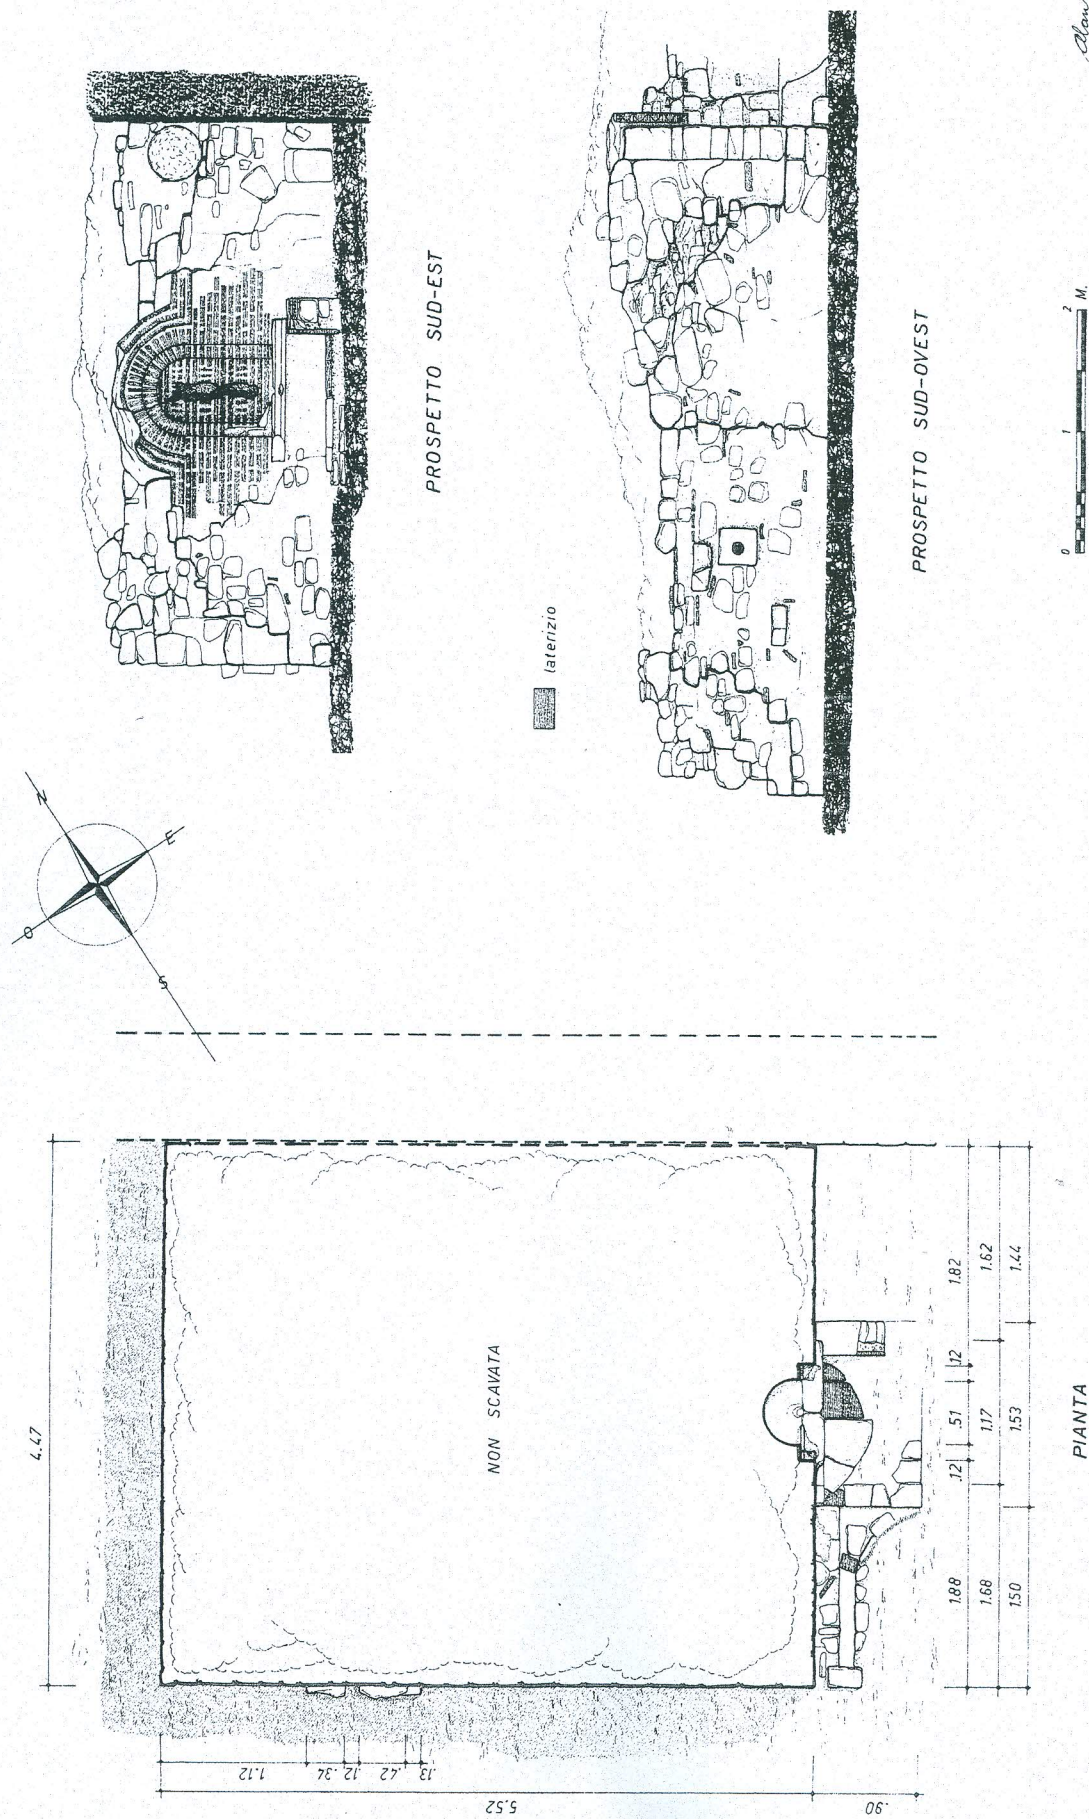 PROSPETTO SUD-EST
laterizio
PROSPETTO SUD-OVEST
0 1 2 M.
Alan
N
E
S
O
4.47
NON SCAVATA
1.12
.34
.12
.42
.13
5.52
.90
1.88 .12 .51 .12 1.82
1.68 1.17 1.62
1.50 1.53 1.44
PIANTA